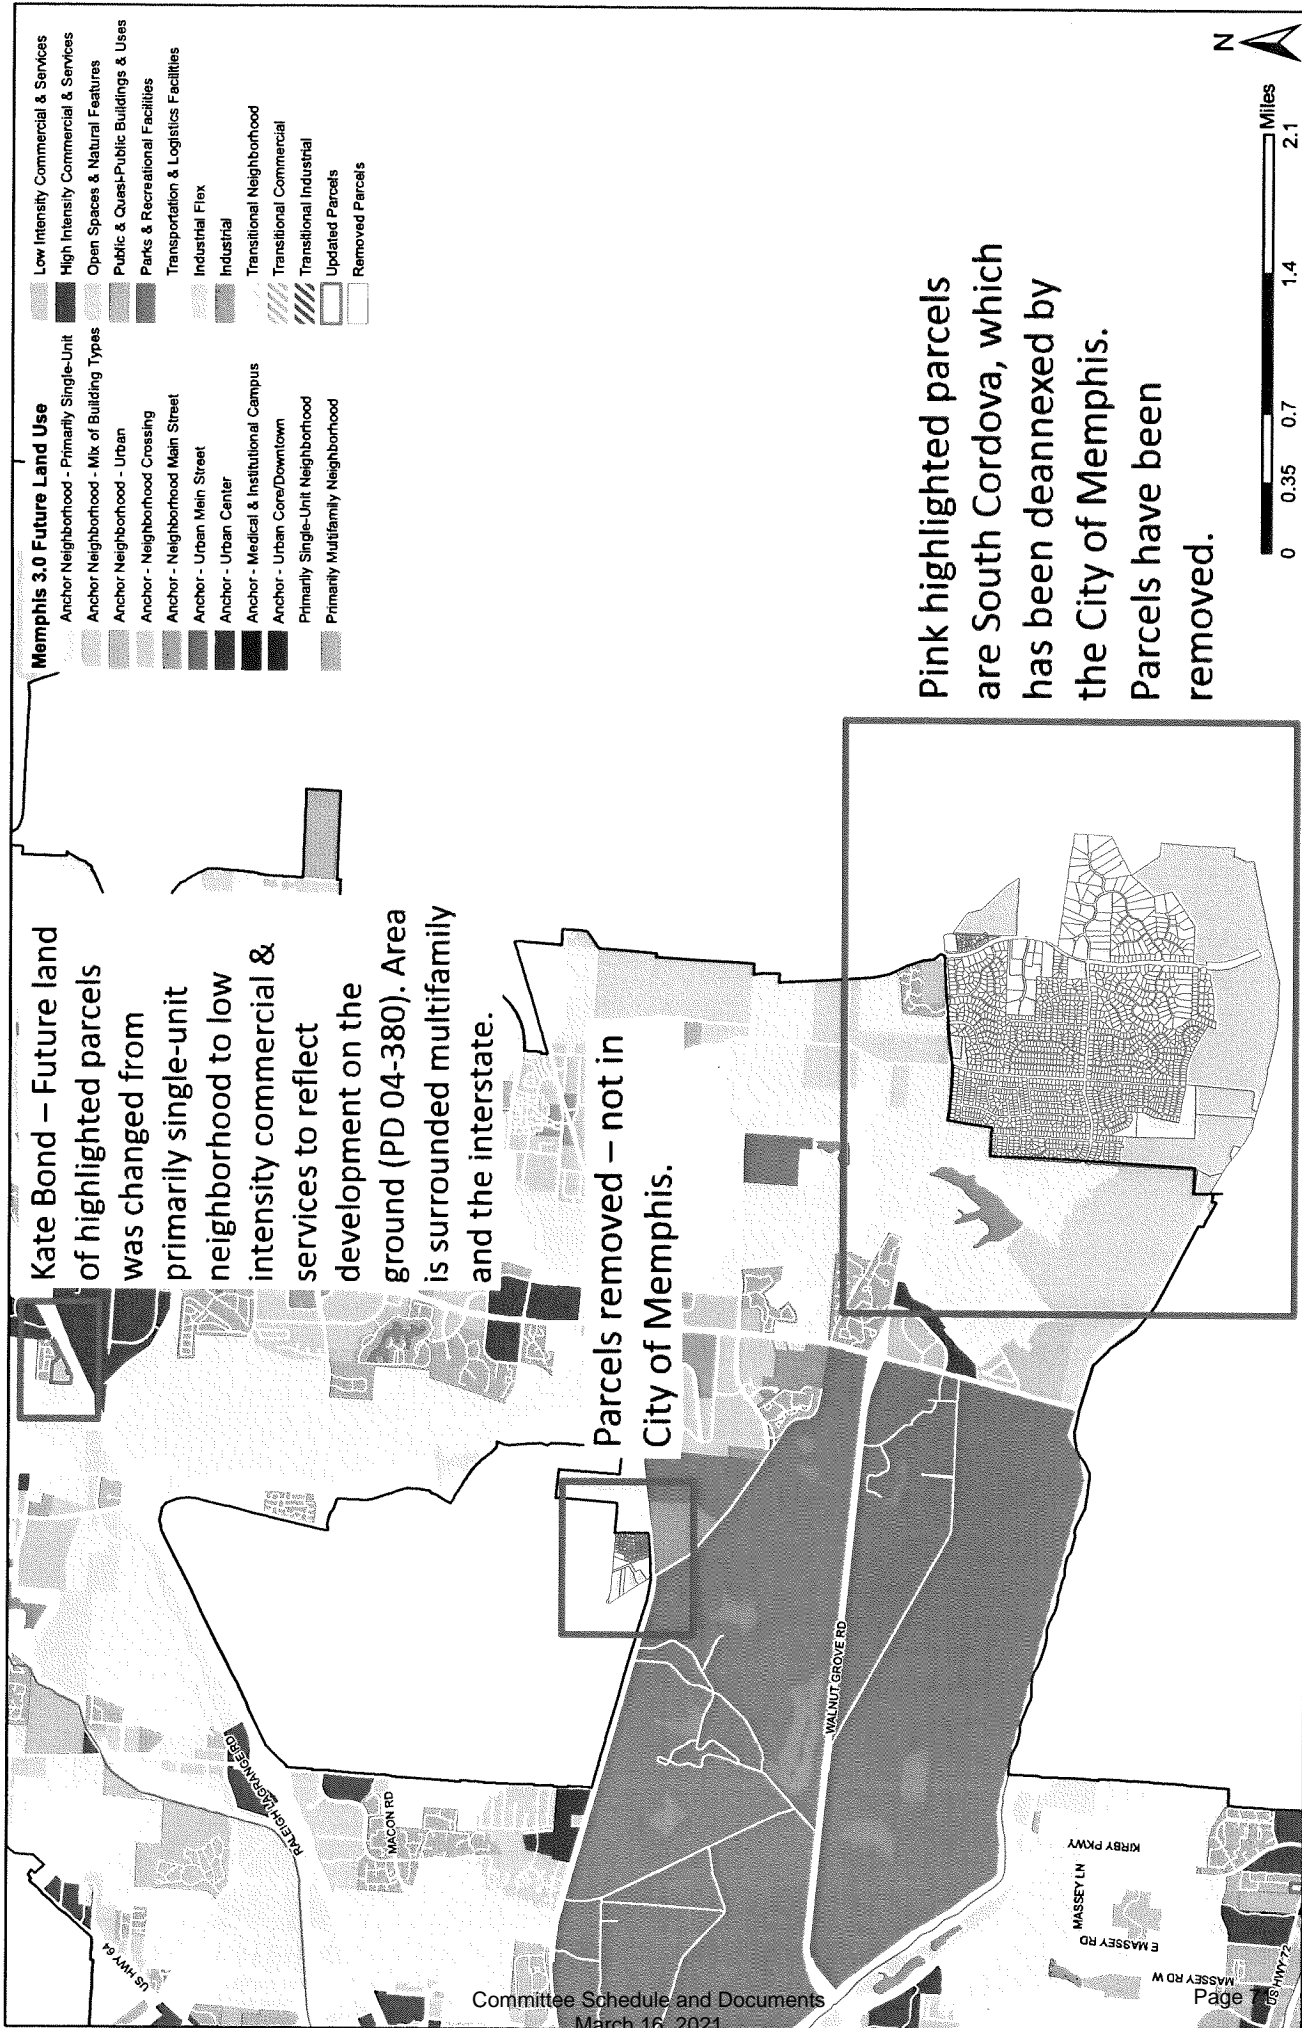 Memphis 3.0 Future Land Use
Anchor Neighborhood - Primarily Single-Unit
Anchor Neighborhood - Mix of Building Types
Anchor Neighborhood - Urban
Anchor - Neighborhood Crossing
Anchor - Neighborhood Main Street
Anchor - Urban Main Street
Anchor - Urban Center
Anchor - Medical & Institutional Campus
Anchor - Urban Core/Downtown
Primarily Single-Unit Neighborhood
Primarily Multifamily Neighborhood
Low Intensity Commercial & Services
High Intensity Commercial & Services
Open Spaces & Natural Features
Public & Quasi-Public Buildings & Uses
Parks & Recreational Facilities
Transportation & Logistics Facilities
Industrial Flex
Industrial
Transitional Neighborhood
Transitional Commercial
Transitional Industrial
Updated Parcels
Removed Parcels
Kate Bond – Future land
of highlighted parcels
was changed from
primarily single-unit
neighborhood to low
intensity commercial &
services to reflect
development on the
ground (PD 04-380). Area
is surrounded multifamily
and the interstate.
Parcels removed – not in
City of Memphis.
Pink highlighted parcels
are South Cordova, which
has been deannexed by
the City of Memphis.
Parcels have been
removed.
N
0 0.35 0.7 1.4 2.1
Miles
US HWY 64
RALEIGH LAGRANGE RD
MACON RD
WALNUT GROVE RD
KIRBY PKWY
MASSEY LN
E MASSEY RD
MASSEY RD W
US HWY 72
Committee Schedule and Documents
March 16, 2021
Page